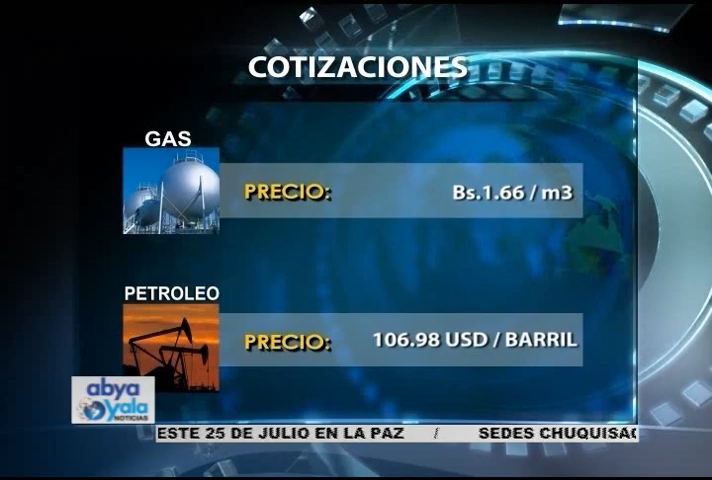 COTIZACIONES
GAS
PRECIO:
Bs.1.66 / m3
PETROLEO
PRECIO:
106.98 USD / BARRIL
abya
yala
NOTICIAS
ESTE 25 DE JULIO EN LA PAZ / SEDES